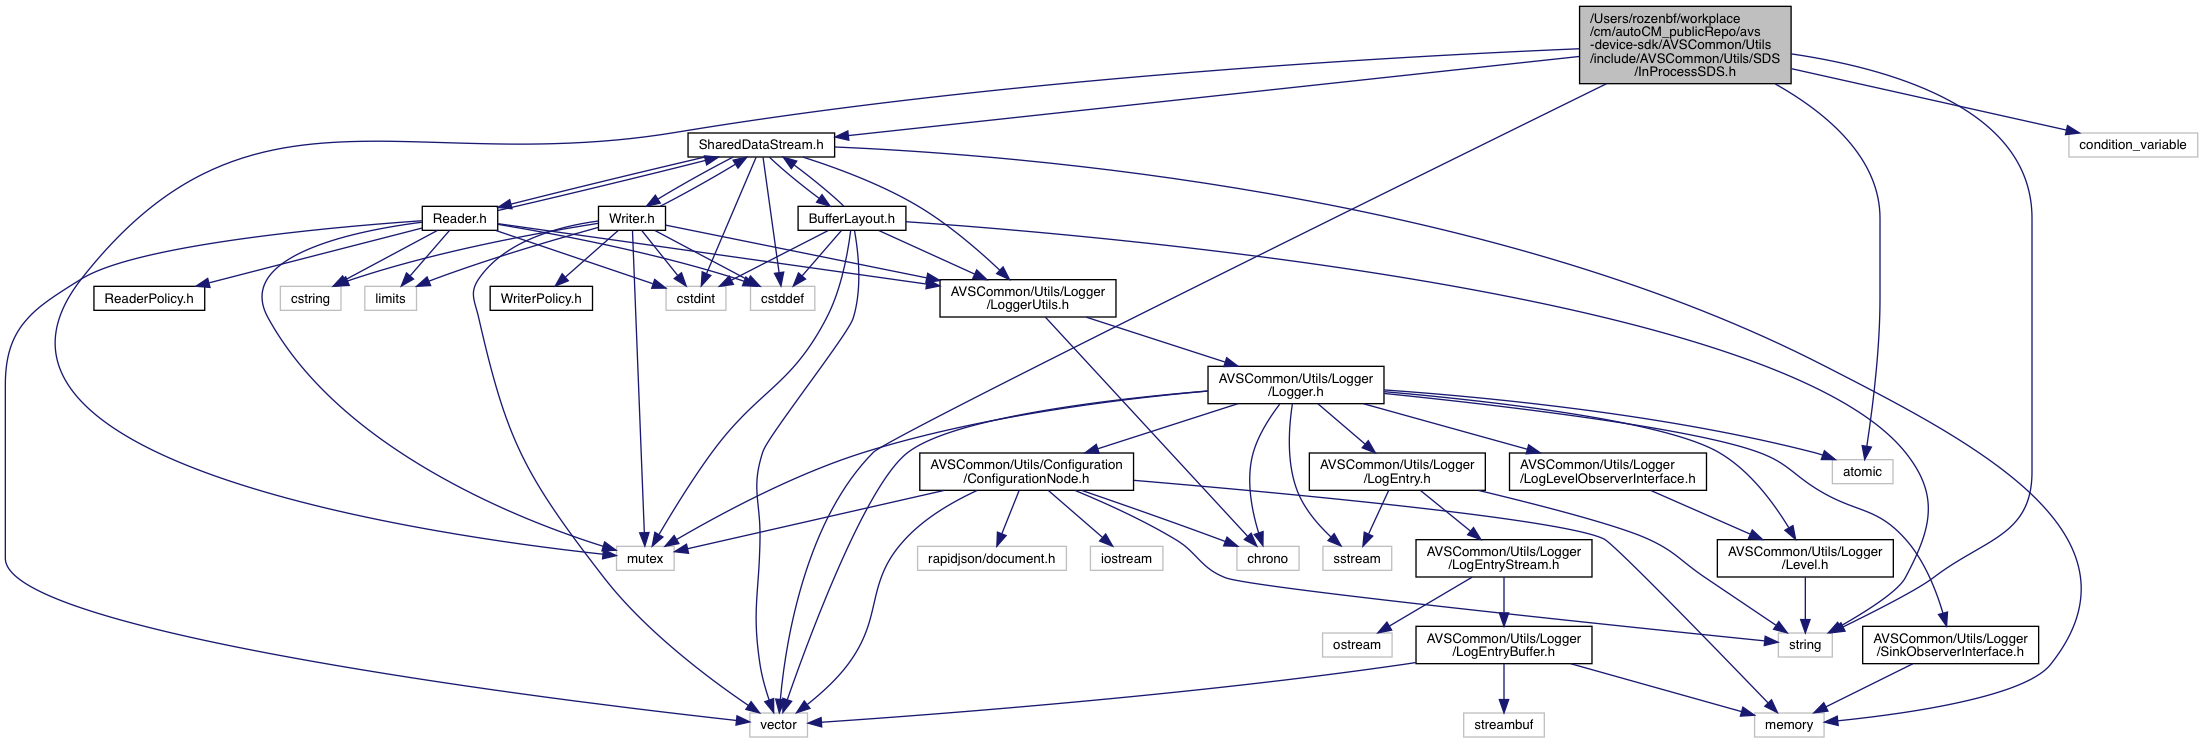 /Users/rozenbf/workplace
/cm/autoCM_publicRepo/avs
-device-sdk/AVSCommon/Utils
/include/AVSCommon/Utils/SDS
/InProcessSDS.h
SharedDataStream.h
condition_variable
Reader.h
Writer.h
BufferLayout.h
ReaderPolicy.h
cstring
limits
WriterPolicy.h
cstdint
cstddef
AVSCommon/Utils/Logger
/LoggerUtils.h
AVSCommon/Utils/Logger
/Logger.h
AVSCommon/Utils/Configuration
/ConfigurationNode.h
AVSCommon/Utils/Logger
/LogEntry.h
AVSCommon/Utils/Logger
/LogLevelObserverInterface.h
atomic
mutex
rapidjson/document.h
iostream
chrono
sstream
AVSCommon/Utils/Logger
/LogEntryStream.h
AVSCommon/Utils/Logger
/Level.h
ostream
AVSCommon/Utils/Logger
/LogEntryBuffer.h
string
AVSCommon/Utils/Logger
/SinkObserverInterface.h
vector
streambuf
memory